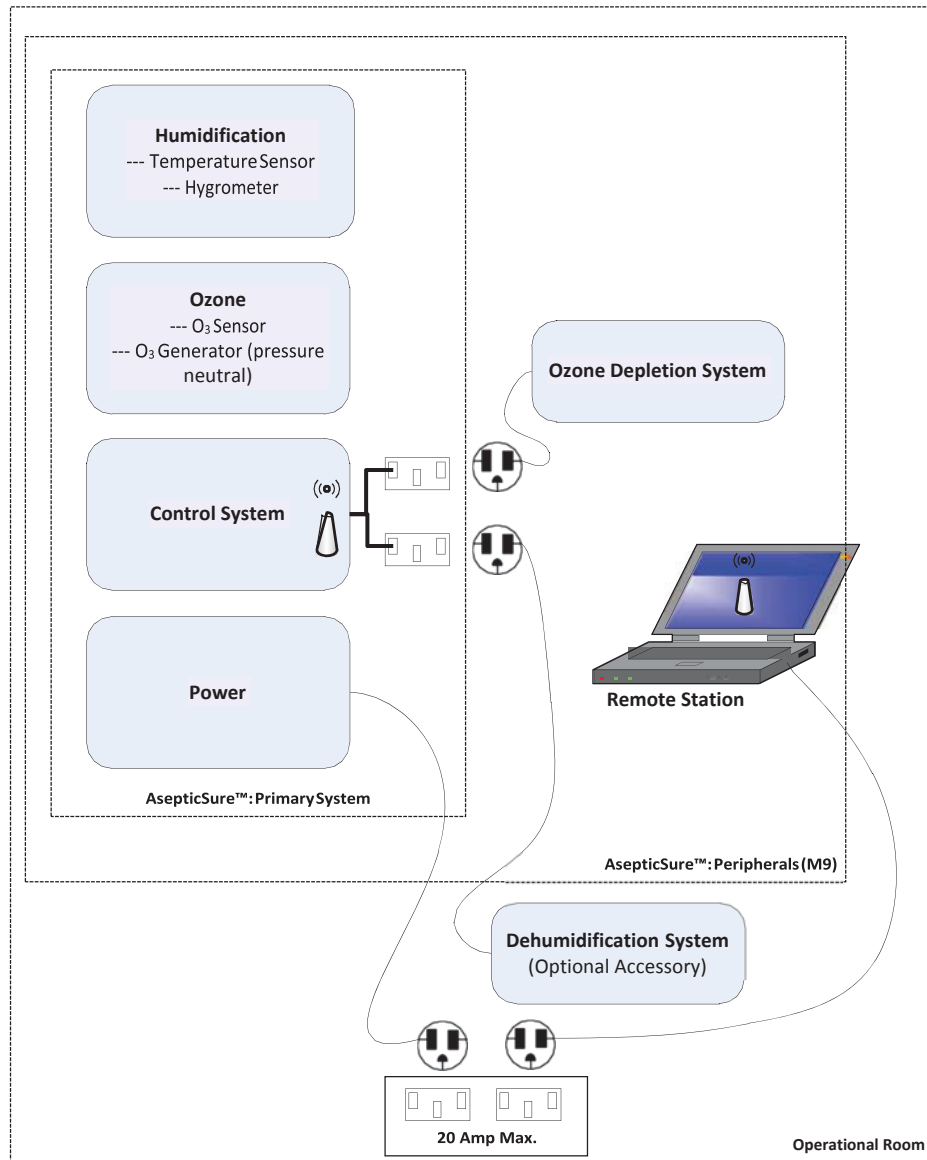 Humidification
--- Temperature Sensor
--- Hygrometer
Ozone
--- O₃ Sensor
--- O₃ Generator (pressure
neutral)
Ozone Depletion System
Control System
Power
Remote Station
AsepticSure™: Primary System
AsepticSure™: Peripherals (M9)
Dehumidification System
(Optional Accessory)
20 Amp Max.
Operational Room